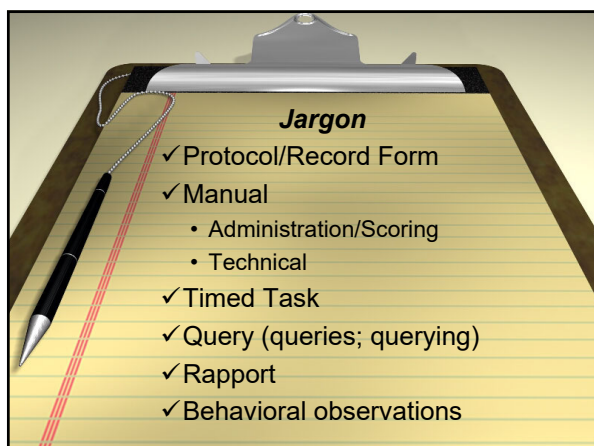 Jargon
✓Protocol/Record Form
✓Manual
• Administration/Scoring
• Technical
✓Timed Task
✓Query (queries; querying)
✓Rapport
✓Behavioral observations